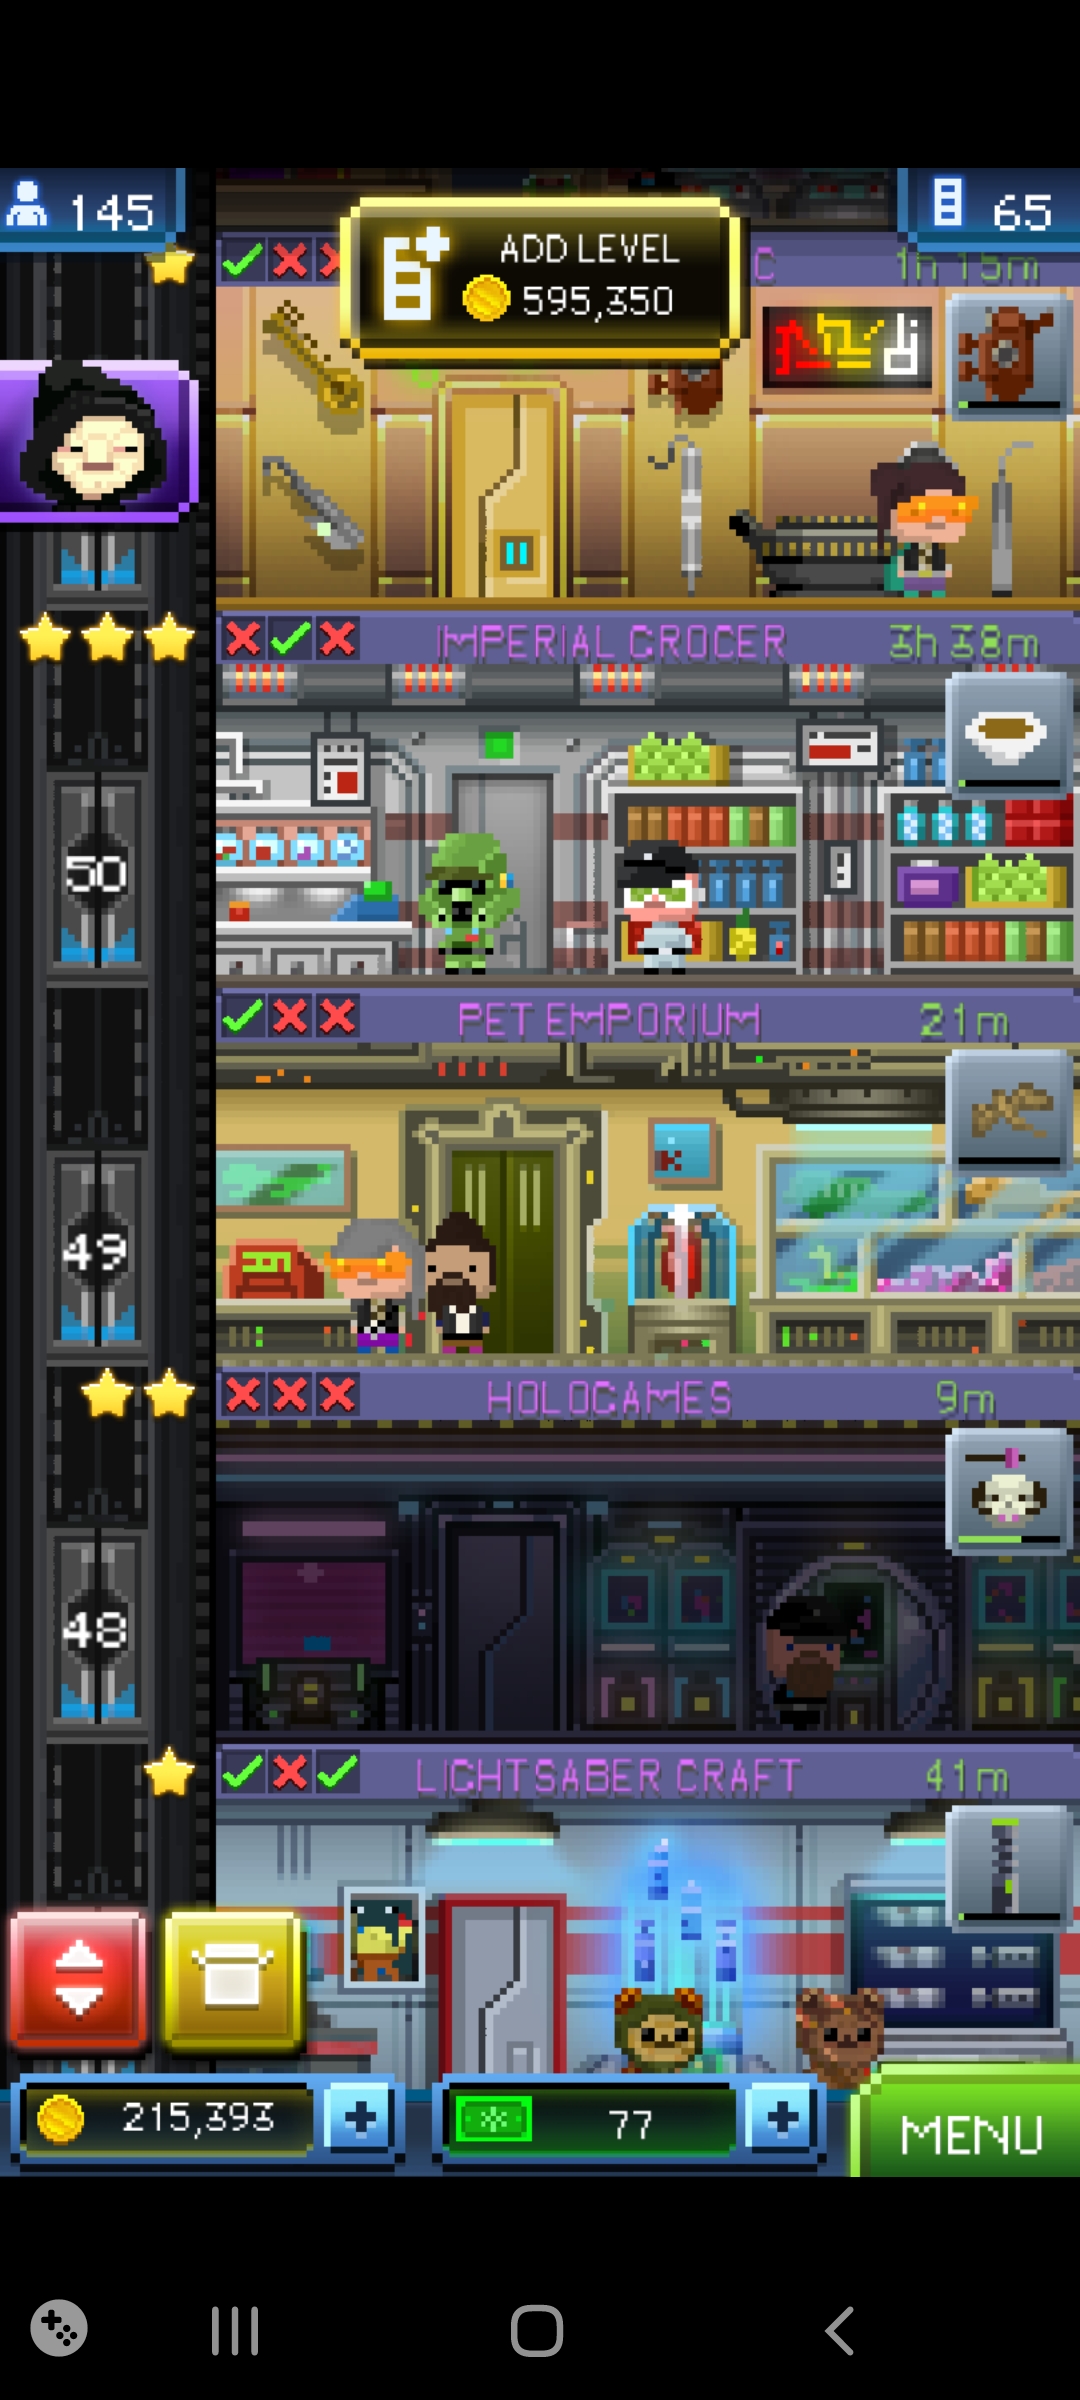 145
ADD LEVEL
595,350
65
C
1h 15m
IMPERIAL GROCER
3h 38m
50
PET EMPORIUM
21m
49
HOLOGAMES
9m
48
LIGHTSABER CRAFT
41m
215,393
77
MENU